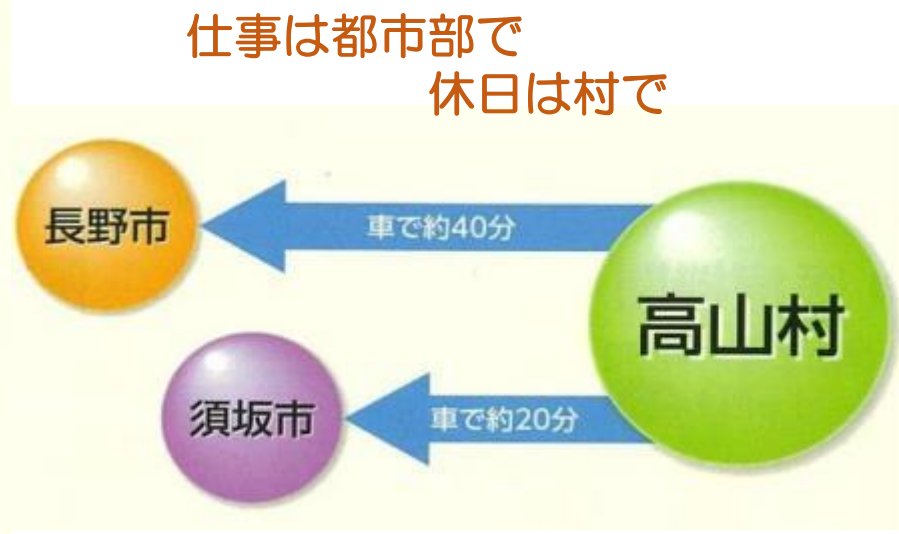 仕事は都市部で
休日は村で
長野市
車で約40分
高山村
須坂市
車で約20分